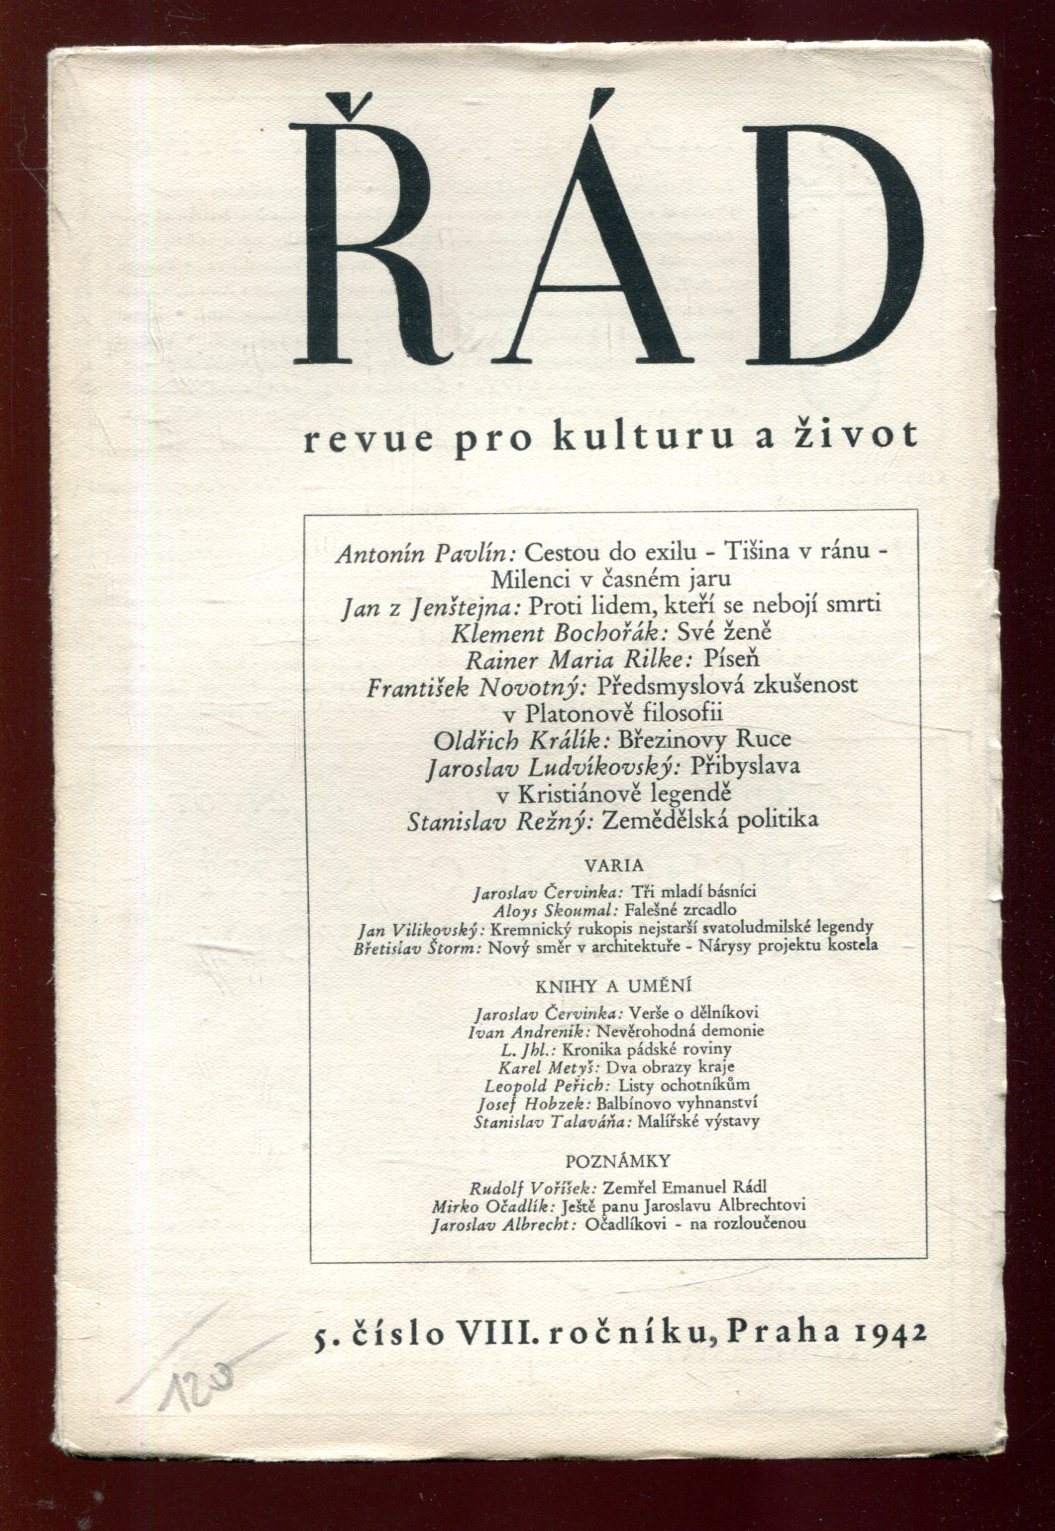 ŘÁD
revue pro kulturu a život
Antonín Pavlín: Cestou do exilu - Tišina v ránu -
Milenci v časném jaru
Jan z Jenštejna: Proti lidem, kteří se nebojí smrti
Klement Bochořák: Své ženě
Rainer Maria Rilke: Píseň
František Novotný: Předsmyslová zkušenost
v Platonově filosofii
Oldřich Králík: Březinovy Ruce
Jaroslav Ludvíkovský: Přibyslava
v Kristiánově legendě
Stanislav Režný: Zemědělská politika
VARIA
Jaroslav Červinka: Tři mladí básníci
Aloys Skoumal: Falešné zrcadlo
Jan Vilikovský: Kremnický rukopis nejstarší svatoludmilské legendy
Břetislav Štorm: Nový směr v architektuře - Nárysy projektu kostela
KNIHY A UMĚNÍ
Jaroslav Červinka: Verše o dělníkovi
Ivan Andrenik: Nevěrohodná demonie
L. Jhl.: Kronika pádské roviny
Karel Metyš: Dva obrazy kraje
Leopold Peřich: Listy ochotníkům
Josef Hobzek: Balbínovo vyhnanství
Stanislav Talaváňa: Malířské výstavy
POZNÁMKY
Rudolf Voříšek: Zemřel Emanuel Rádl
Mirko Očadlík: Ještě panu Jaroslavu Albrechtovi
Jaroslav Albrecht: Očadlíkovi - na rozloučenou
5. číslo VIII. ročníku, Praha 1942
120